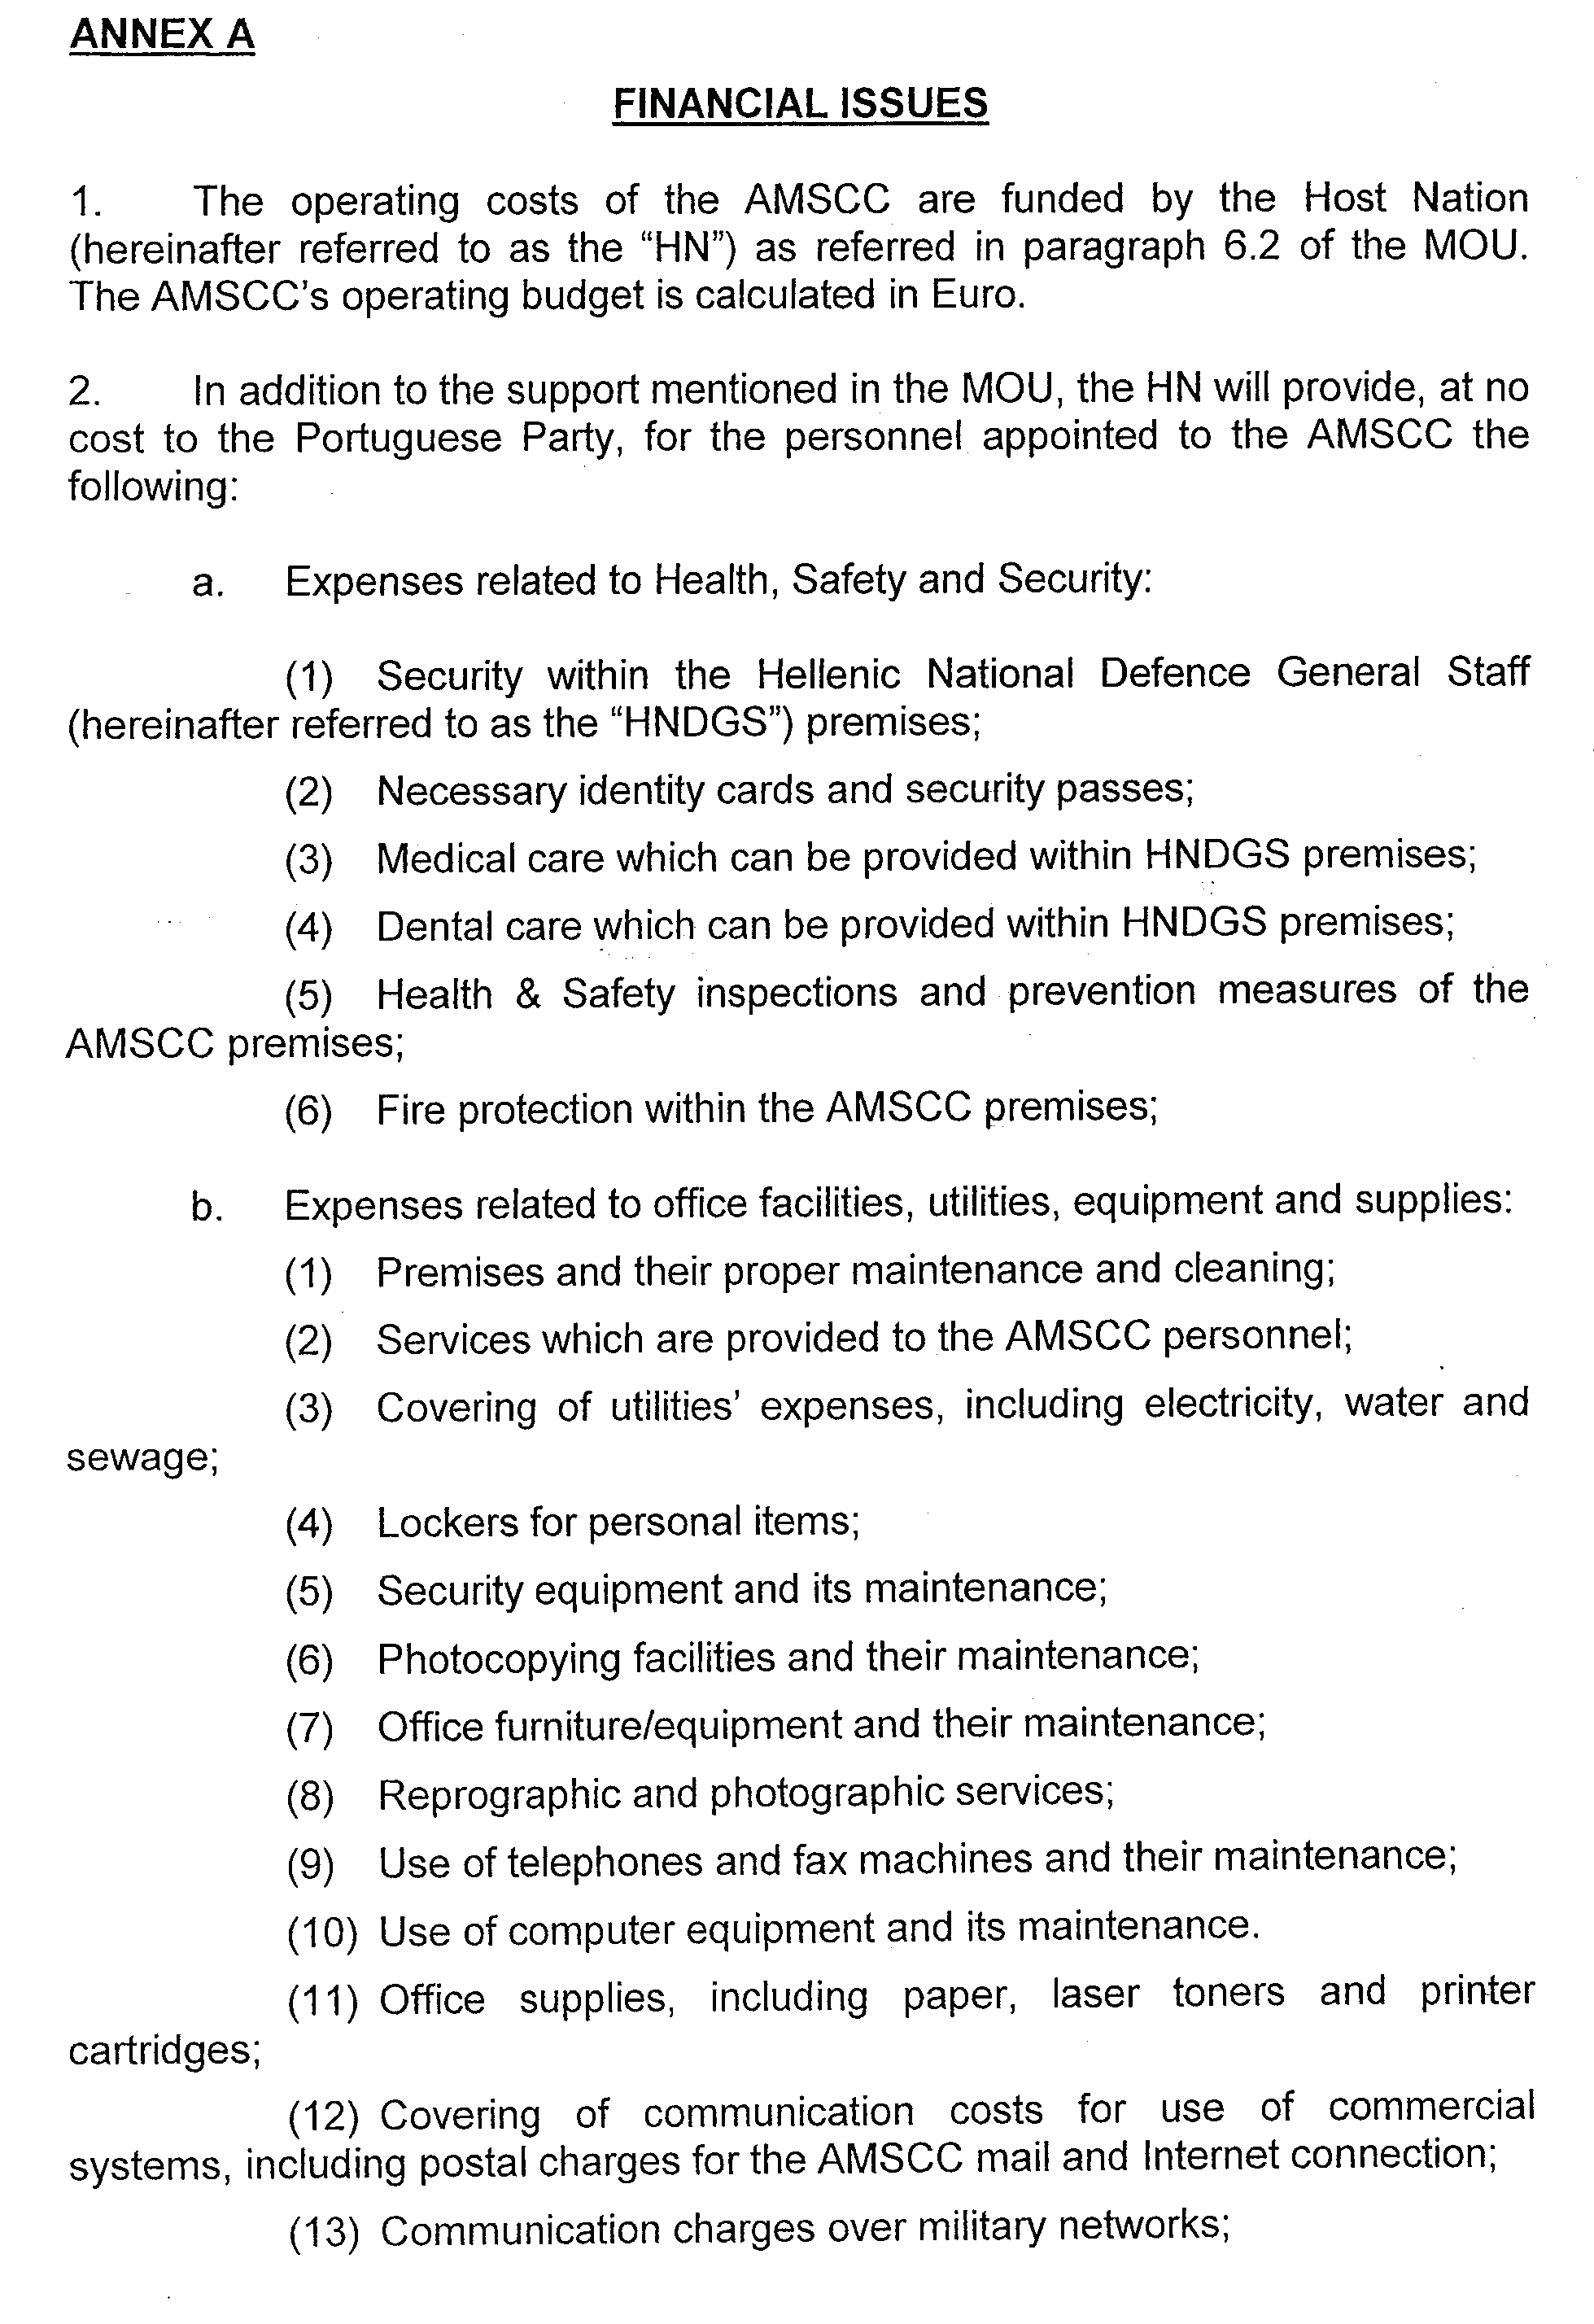 ANNEX A
FINANCIAL ISSUES
1. The operating costs of the AMSCC are funded by the Host Nation
(hereinafter referred to as the “HN”) as referred in paragraph 6.2 of the MOU.
The AMSCC’s operating budget is calculated in Euro.
2. In addition to the support mentioned in the MOU, the HN will provide, at no
cost to the Portuguese Party, for the personnel appointed to the AMSCC the
following:
a. Expenses related to Health, Safety and Security:
(1) Security within the Hellenic National Defence General Staff
(hereinafter referred to as the “HNDGS”) premises;
(2) Necessary identity cards and security passes;
(3) Medical care which can be provided within HNDGS premises;
(4) Dental care which can be provided within HNDGS premises;
(5) Health & Safety inspections and prevention measures of the
AMSCC premises;
(6) Fire protection within the AMSCC premises;
b. Expenses related to office facilities, utilities, equipment and supplies:
(1) Premises and their proper maintenance and cleaning;
(2) Services which are provided to the AMSCC personnel;
(3) Covering of utilities’ expenses, including electricity, water and
sewage;
(4) Lockers for personal items;
(5) Security equipment and its maintenance;
(6) Photocopying facilities and their maintenance;
(7) Office furniture/equipment and their maintenance;
(8) Reprographic and photographic services;
(9) Use of telephones and fax machines and their maintenance;
(10) Use of computer equipment and its maintenance.
(11) Office supplies, including paper, laser toners and printer
cartridges;
(12) Covering of communication costs for use of commercial
systems, including postal charges for the AMSCC mail and Internet connection;
(13) Communication charges over military networks;